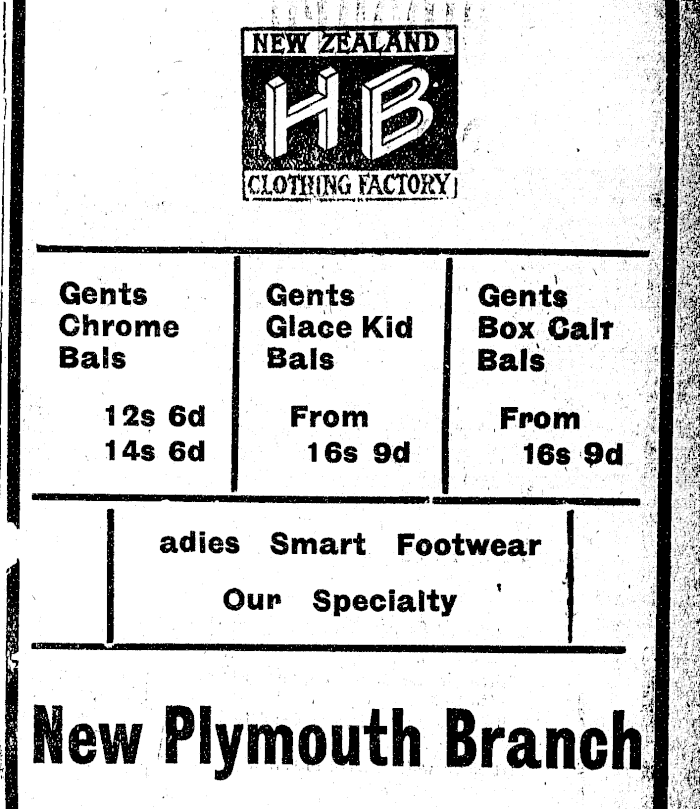 NEW ZEALAND
HB
CLOTHING FACTORY
Gents
Chrome
Bals
12s 6d
14s 6d
Gents
Glace Kid
Bals
From
16s 9d
Gents
Box Calf
Bals
From
16s 9d
adies Smart Footwear
Our Specialty
New Plymouth Branch